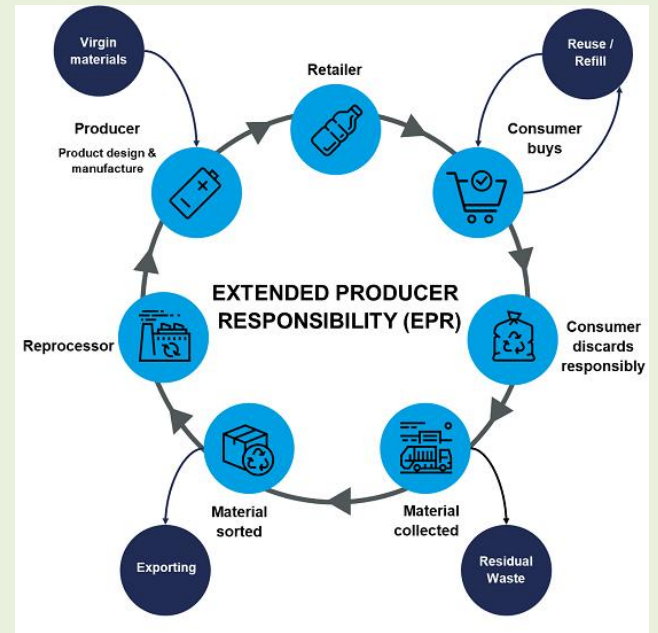 Virgin
materials
Reuse /
Refill
Retailer
Producer
Product design &
manufacture
Consumer
buys
EXTENDED PRODUCER
RESPONSIBILITY (EPR)
Reprocessor
Consumer
discards
responsibly
Material
sorted
Material
collected
Exporting
Residual
Waste